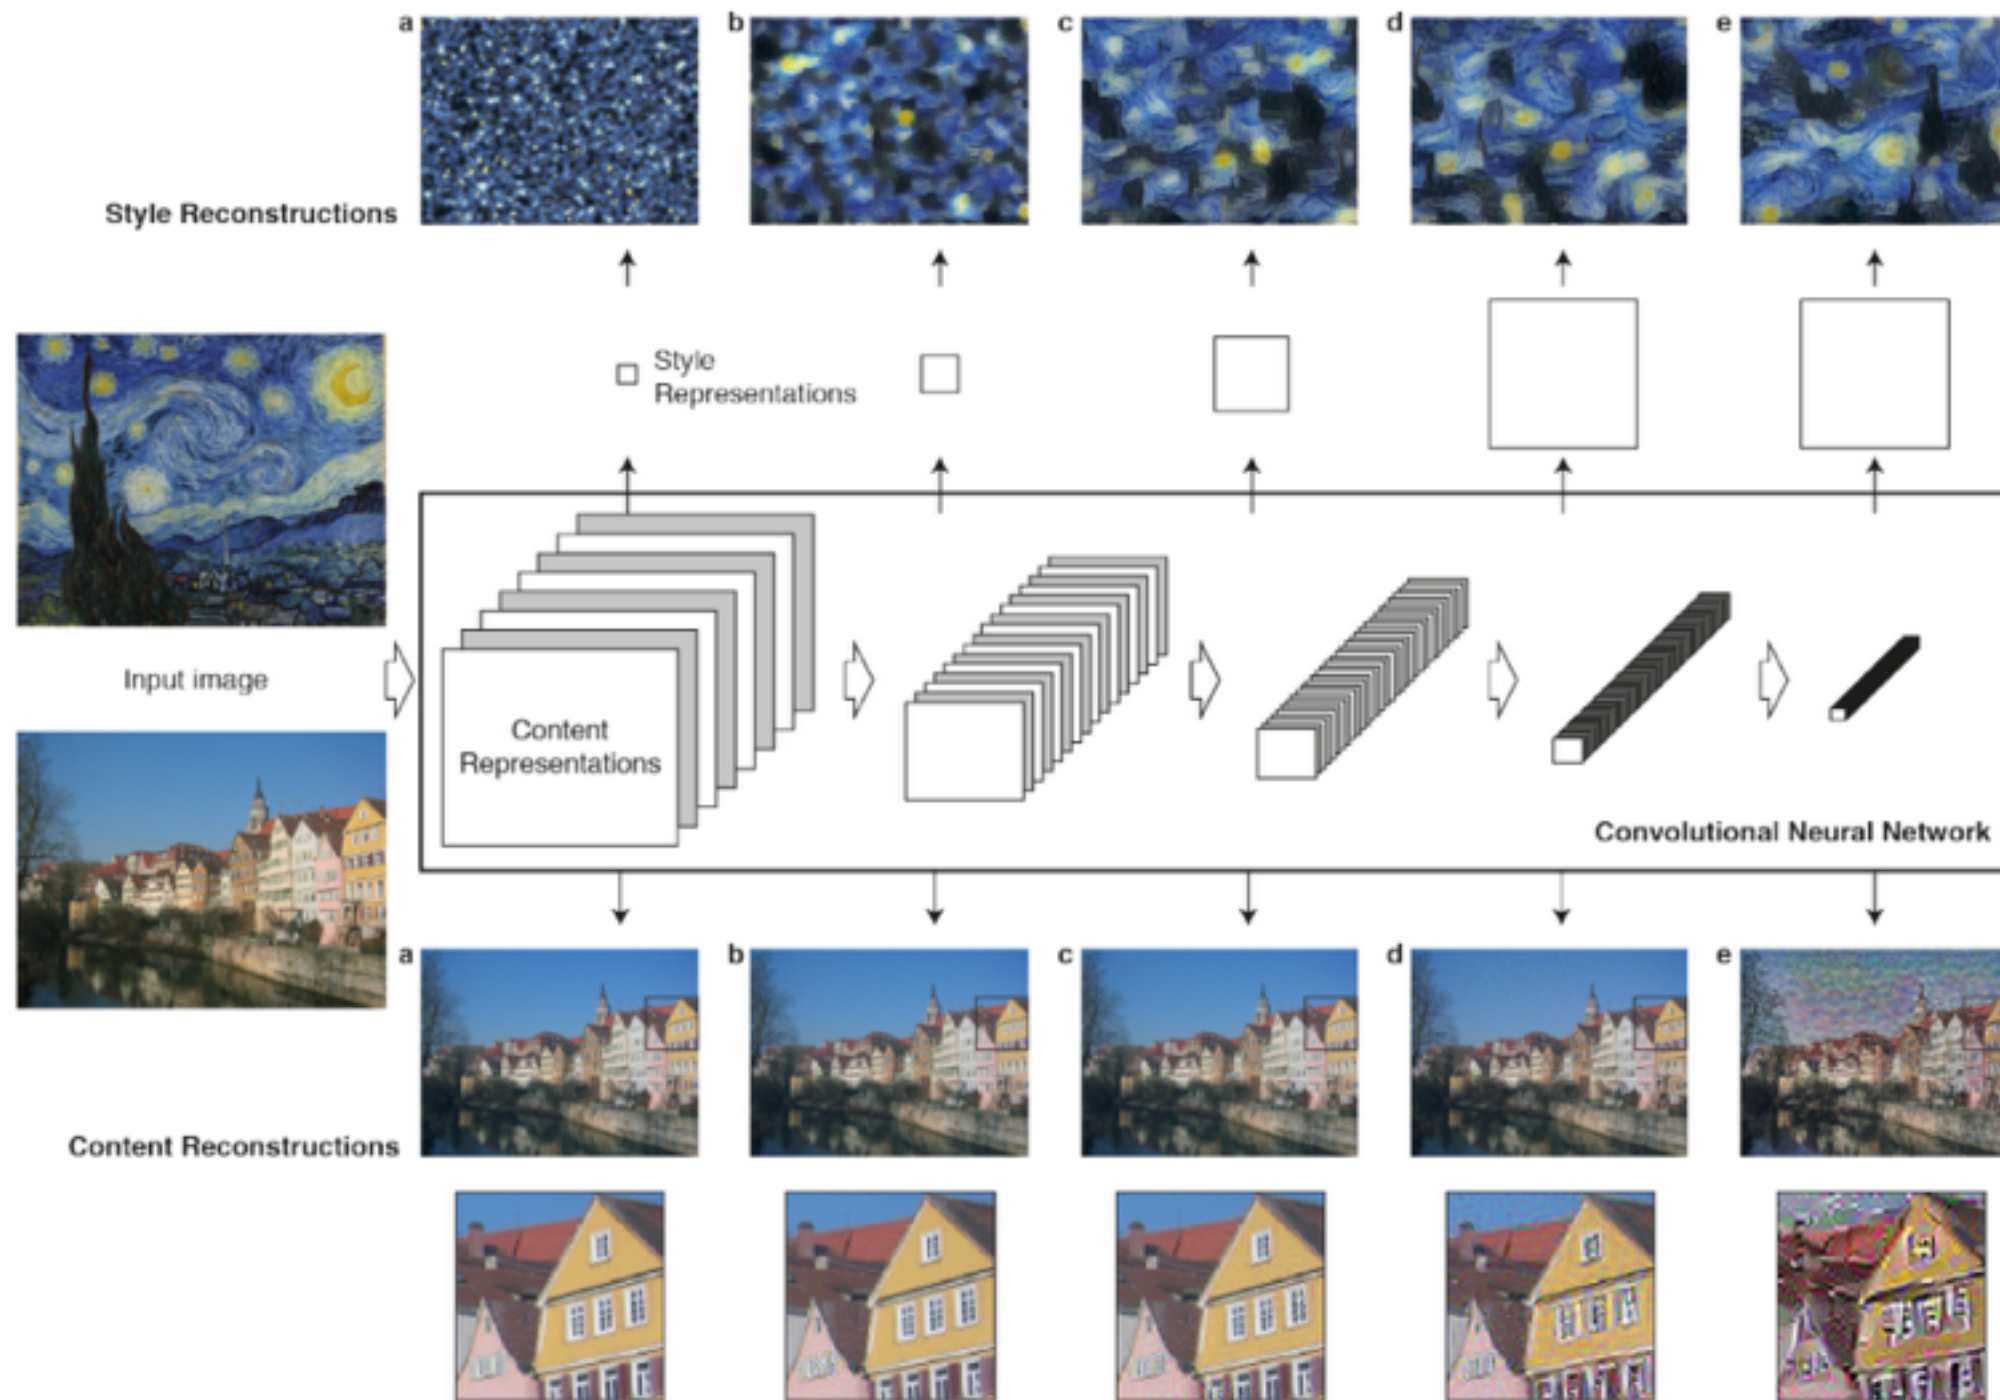 a b c d e
Style Reconstructions
Style
Representations
Input image
Content
Representations
Convolutional Neural Network
a b c d e
Content Reconstructions